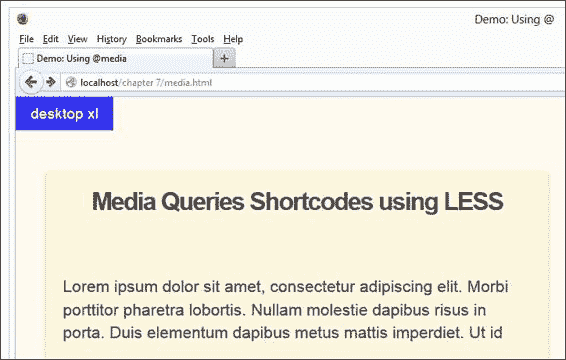 Demo: Using @
File Edit View History Bookmarks Tools Help
Demo: Using @media
localhost/chapter 7/media.html
desktop xl
Media Queries Shortcodes using LESS
Lorem ipsum dolor sit amet, consectetur adipiscing elit. Morbi
porttitor pharetra lobortis. Nullam molestie dapibus risus in
porta. Duis elementum dapibus metus mattis imperdiet. Ut id